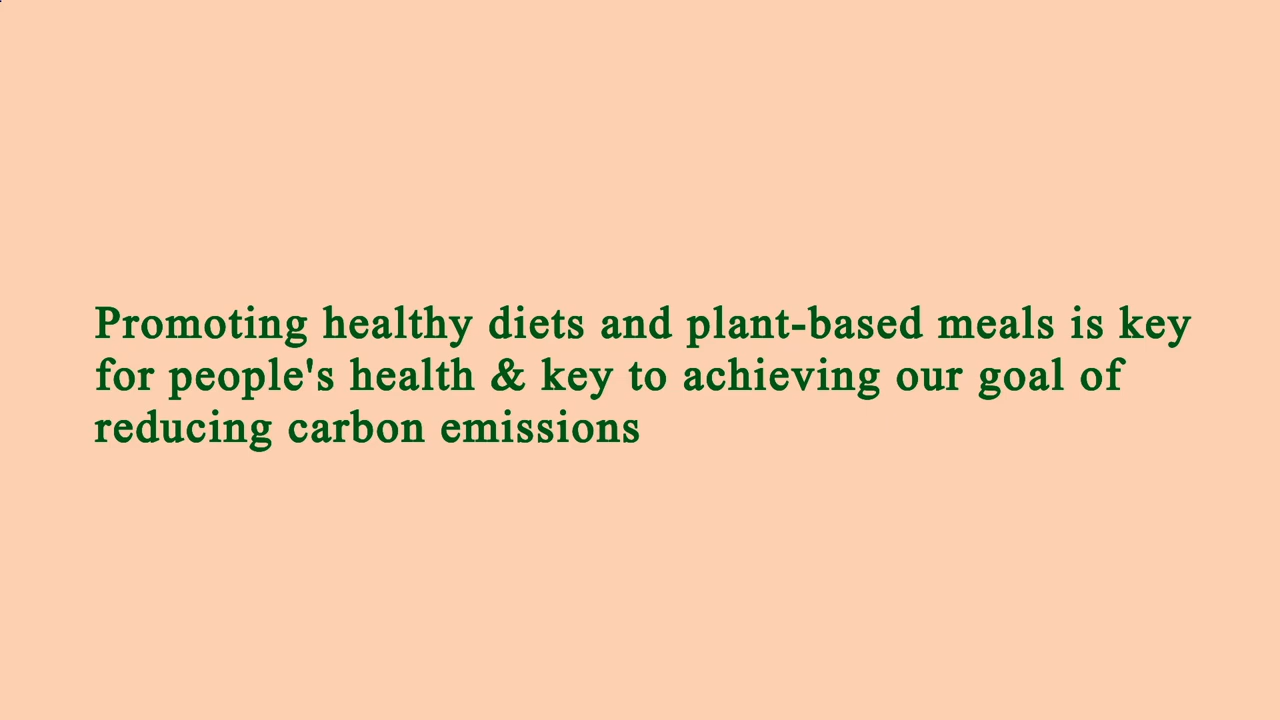 Promoting healthy diets and plant-based meals is key
for people's health & key to achieving our goal of
reducing carbon emissions